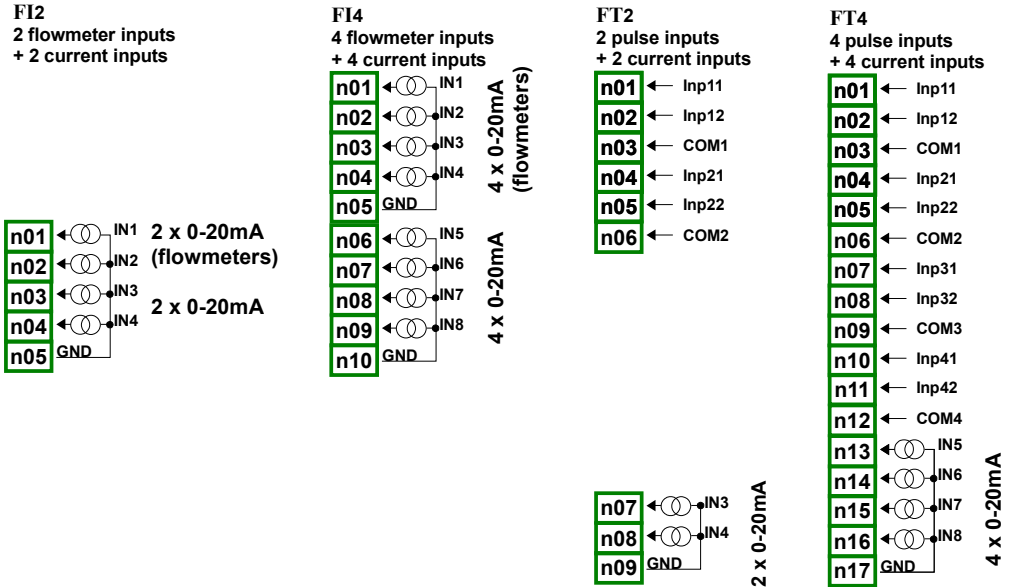 FI2
2 flowmeter inputs
+ 2 current inputs
n01 IN1
n02 IN2
n03 IN3
n04 IN4
n05 GND
2 x 0-20mA
(flowmeters)
2 x 0-20mA
FI4
4 flowmeter inputs
+ 4 current inputs
n01 IN1
n02 IN2
n03 IN3
n04 IN4
n05 GND
4 x 0-20mA
(flowmeters)
n06 IN5
n07 IN6
n08 IN7
n09 IN8
n10 GND
4 x 0-20mA
FT2
2 pulse inputs
+ 2 current inputs
n01 Inp11
n02 Inp12
n03 COM1
n04 Inp21
n05 Inp22
n06 COM2
n07 IN3
n08 IN4
n09 GND
2 x 0-20mA
FT4
4 pulse inputs
+ 4 current inputs
n01 Inp11
n02 Inp12
n03 COM1
n04 Inp21
n05 Inp22
n06 COM2
n07 Inp31
n08 Inp32
n09 COM3
n10 Inp41
n11 Inp42
n12 COM4
n13 IN5
n14 IN6
n15 IN7
n16 IN8
n17 GND
4 x 0-20mA